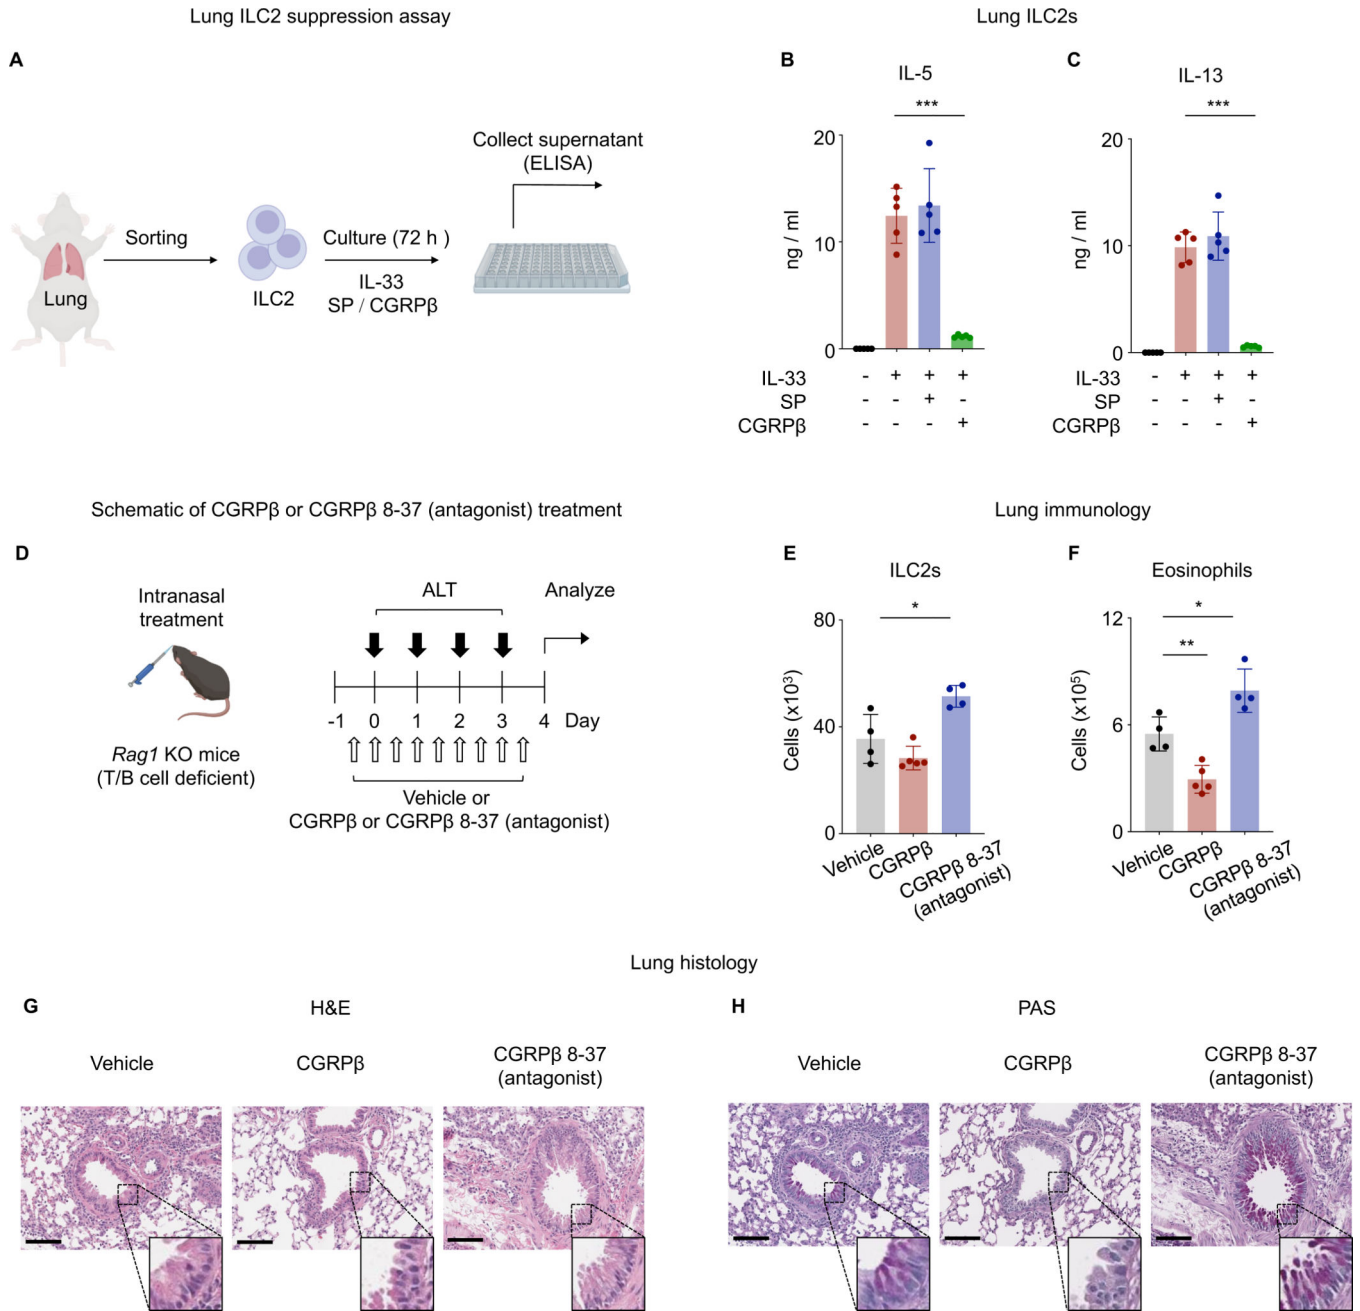 Lung ILC2 suppression assay
Lung ILC2s
A
Sorting
Lung
ILC2
Culture (72 h )
IL-33
SP / CGRPβ
Collect supernatant
(ELISA)
B
IL-5
***
20
10
0
ng / ml
IL-33 - + + +
SP - - + -
CGRPβ - - - +
C
IL-13
***
20
10
0
ng / ml
IL-33 - + + +
SP - - + -
CGRPβ - - - +
Schematic of CGRPβ or CGRPβ 8-37 (antagonist) treatment
Lung immunology
D
Intranasal
treatment
Rag1 KO mice
(T/B cell deficient)
ALT
Analyze
-1 0 1 2 3 4 Day
Vehicle or
CGRPβ or CGRPβ 8-37 (antagonist)
E
ILC2s
*
80
40
0
Cells (x10³)
Vehicle
CGRPβ
CGRPβ 8-37
(antagonist)
F
Eosinophils
*
**
12
6
0
Cells (x10⁵)
Vehicle
CGRPβ
CGRPβ 8-37
(antagonist)
Lung histology
G
H&E
Vehicle
CGRPβ
CGRPβ 8-37
(antagonist)
H
PAS
Vehicle
CGRPβ
CGRPβ 8-37
(antagonist)